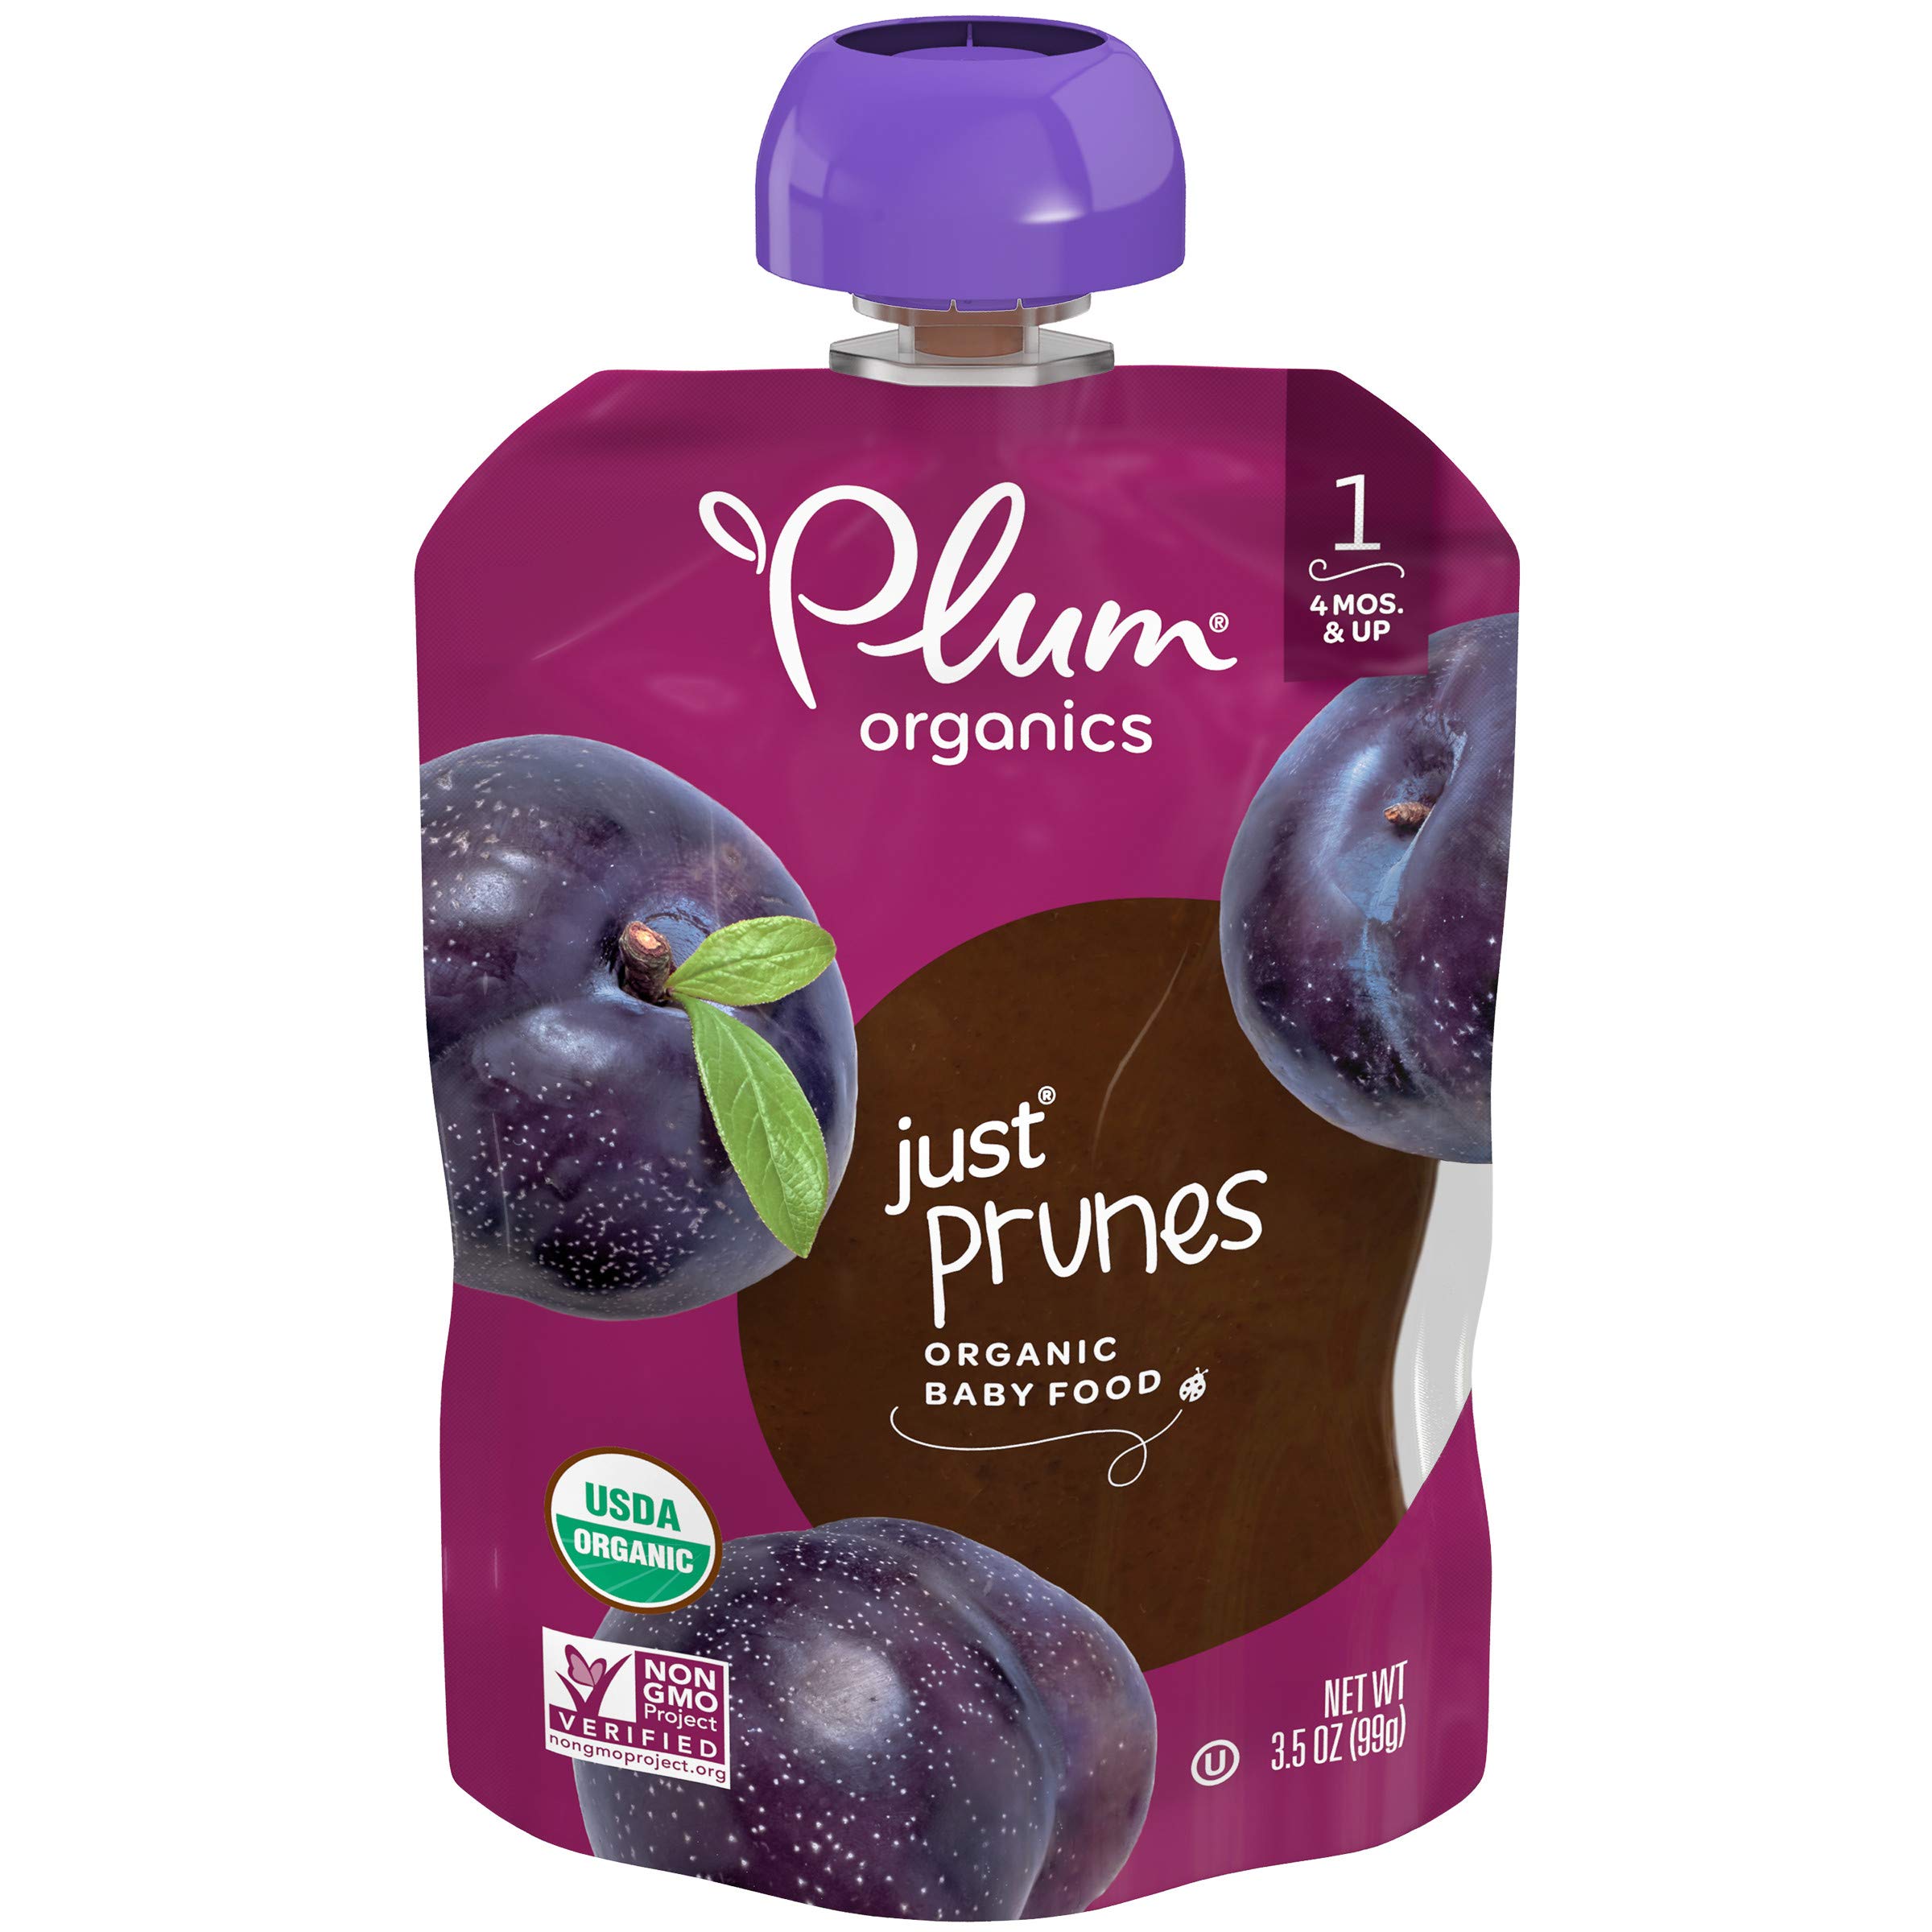 Plum®
organics
1
4 MOS.
& UP
just®
prunes
ORGANIC
BABY FOOD
USDA
ORGANIC
NON
GMO
Project
VERIFIED
nongmoproject.org
U
NET WT
3.5 OZ (99g)